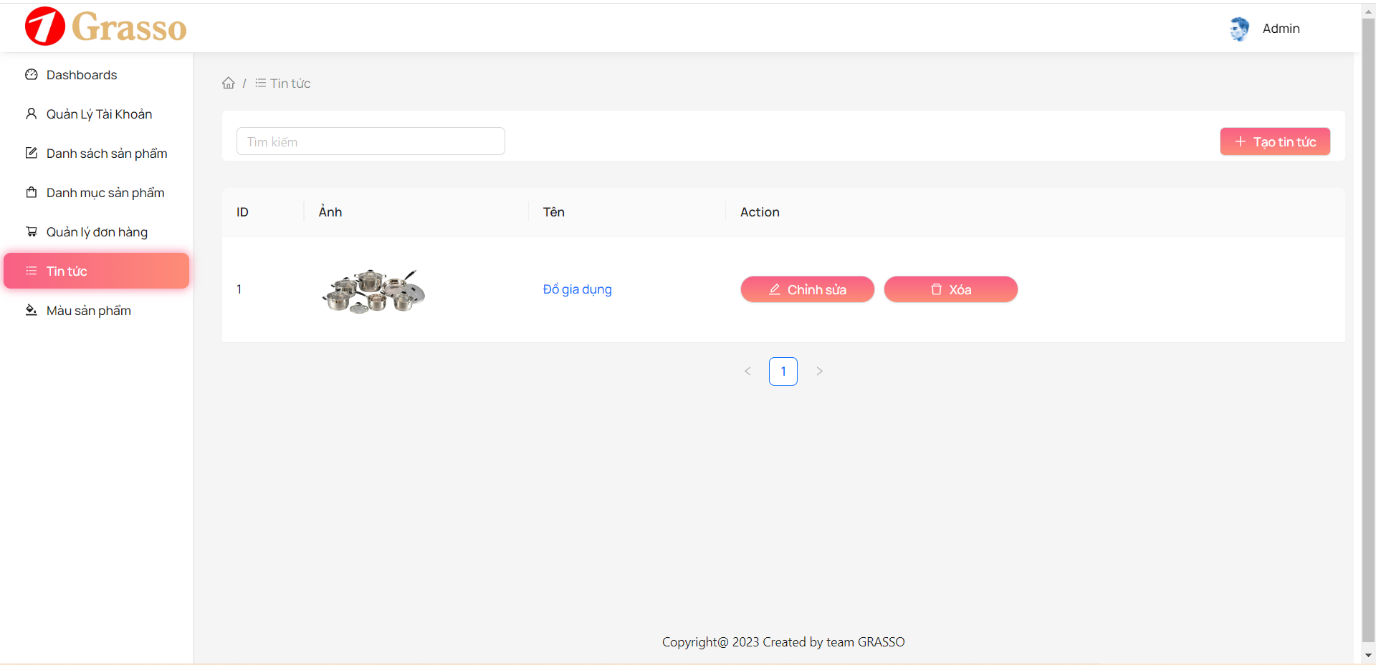 Grasso
Admin
Dashboards
Quản Lý Tài Khoản
Danh sách sản phẩm
Danh mục sản phẩm
Quản lý đơn hàng
Tin tức
Màu sản phẩm
/ Tin tức
Tìm kiếm
+ Tạo tin tức
ID Ảnh Tên Action
1 Đồ gia dụng Chỉnh sửa Xóa
< 1 >
Copyright@ 2023 Created by team GRASSO